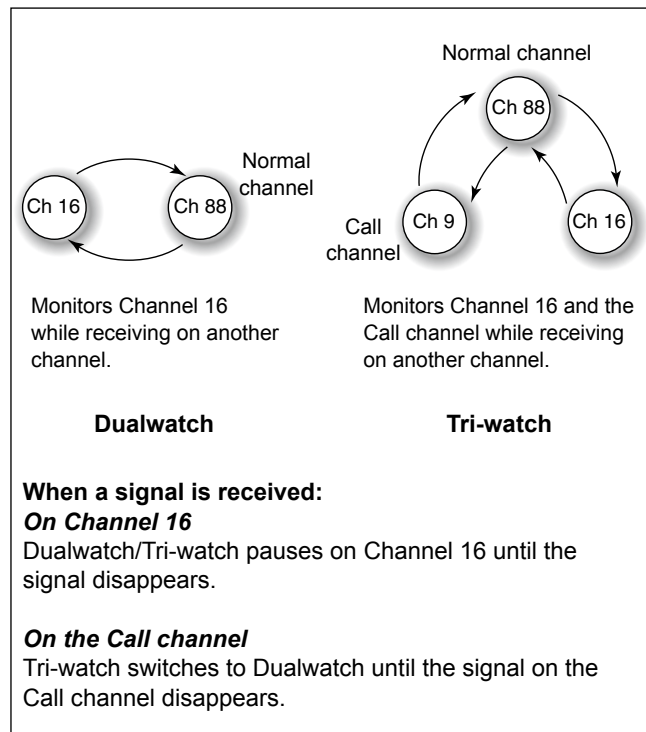 Ch 16
Ch 88
Normal
channel
Monitors Channel 16
while receiving on another
channel.
Dualwatch
Normal channel
Ch 88
Ch 9
Call
channel
Ch 16
Monitors Channel 16 and the
Call channel while receiving
on another channel.
Tri-watch
When a signal is received:
On Channel 16
Dualwatch/Tri-watch pauses on Channel 16 until the
signal disappears.
On the Call channel
Tri-watch switches to Dualwatch until the signal on the
Call channel disappears.